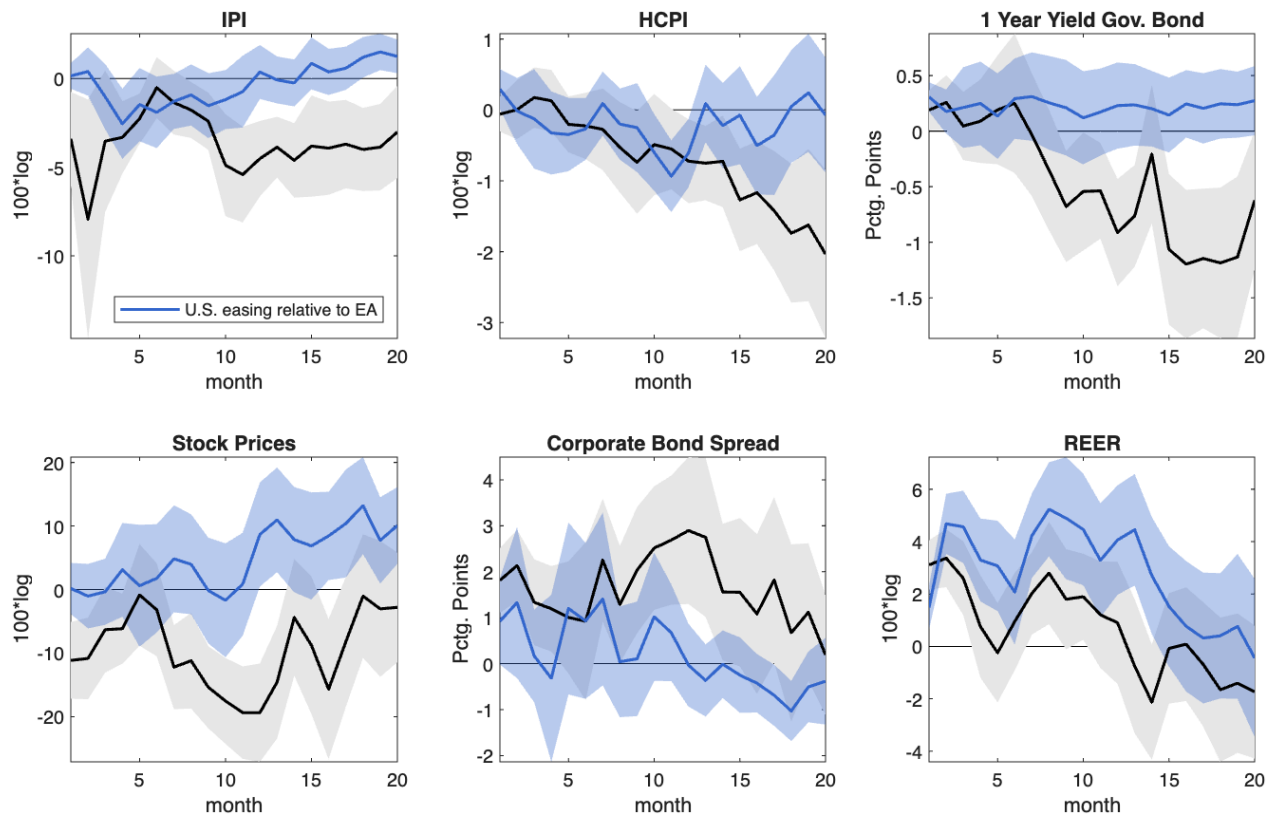 IPI
0
-5
-10
100*log
U.S. easing relative to EA
5 10 15 20
month
HCPI
1
0
-1
-2
-3
100*log
5 10 15 20
month
1 Year Yield Gov. Bond
0.5
0
-0.5
-1
-1.5
Pctg. Points
5 10 15 20
month
Stock Prices
20
10
0
-10
-20
100*log
5 10 15 20
month
Corporate Bond Spread
4
3
2
1
0
-1
-2
Pctg. Points
5 10 15 20
month
REER
6
4
2
0
-2
-4
100*log
5 10 15 20
month